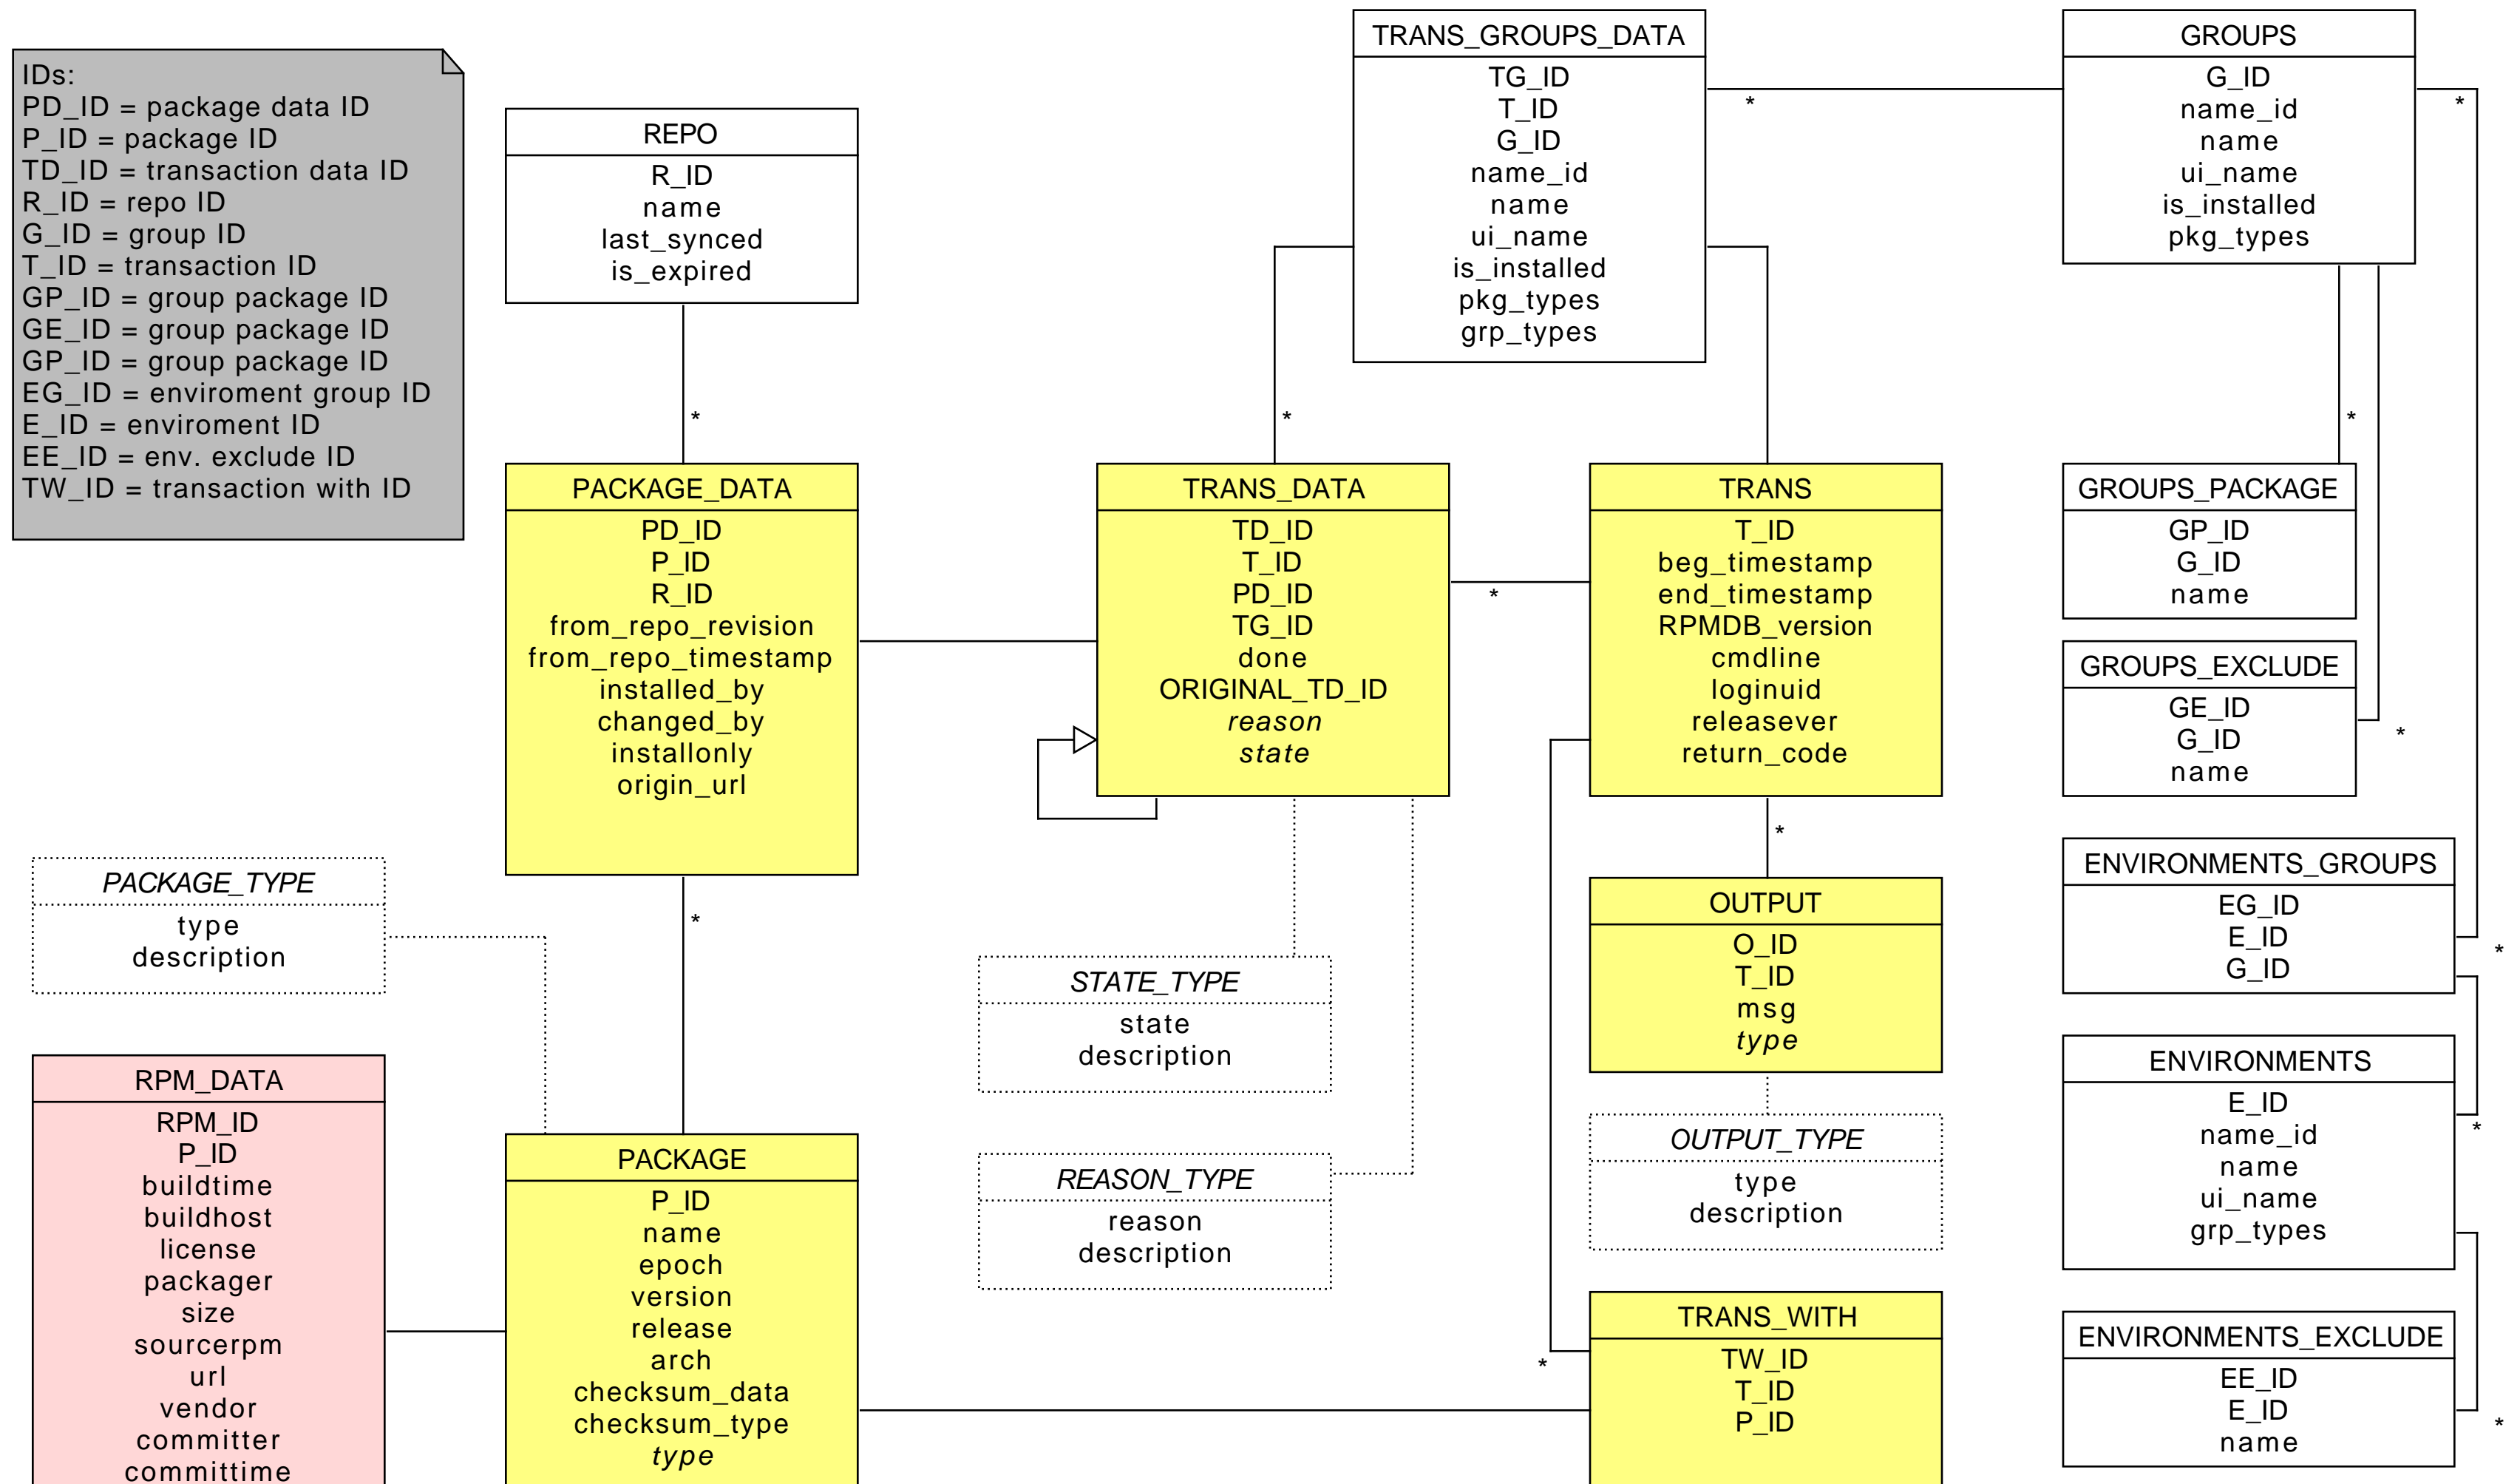 IDs:
PD_ID = package data ID
P_ID = package ID
TD_ID = transaction data ID
R_ID = repo ID
G_ID = group ID
T_ID = transaction ID
GP_ID = group package ID
GE_ID = group package ID
GP_ID = group package ID
EG_ID = enviroment group ID
E_ID = enviroment ID
EE_ID = env. exclude ID
TW_ID = transaction with ID
REPO
R_ID
name
last_synced
is_expired
*
TRANS_GROUPS_DATA
TG_ID
T_ID
G_ID
name_id
name
ui_name
is_installed
pkg_types
grp_types
*
*
GROUPS
G_ID
name_id
name
ui_name
is_installed
pkg_types
*
*
PACKAGE_DATA
PD_ID
P_ID
R_ID
from_repo_revision
from_repo_timestamp
installed_by
changed_by
installonly
origin_url
*
TRANS_DATA
TD_ID
T_ID
PD_ID
TG_ID
done
ORIGINAL_TD_ID
reason
state
*
TRANS
T_ID
beg_timestamp
end_timestamp
RPMDB_version
cmdline
loginuid
releasever
return_code
*
GROUPS_PACKAGE
GP_ID
G_ID
name
GROUPS_EXCLUDE
GE_ID
G_ID
name
*
PACKAGE_TYPE
type
description
STATE_TYPE
state
description
OUTPUT
O_ID
T_ID
msg
type
ENVIRONMENTS_GROUPS
EG_ID
E_ID
G_ID
*
RPM_DATA
RPM_ID
P_ID
buildtime
buildhost
license
packager
size
sourcerpm
url
vendor
committer
committime
PACKAGE
P_ID
name
epoch
version
release
arch
checksum_data
checksum_type
type
REASON_TYPE
reason
description
OUTPUT_TYPE
type
description
ENVIRONMENTS
E_ID
name_id
name
ui_name
grp_types
*
TRANS_WITH
TW_ID
T_ID
P_ID
*
ENVIRONMENTS_EXCLUDE
EE_ID
E_ID
name
*